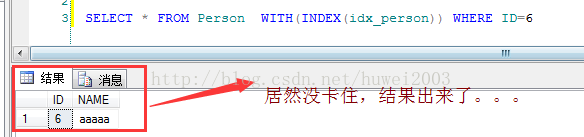 2
3 SELECT * FROM Person WITH(INDEX(idx_person)) WHERE ID=6
结果 消息
http://blog.csdn.net/huwei2003
ID NAME
1 6 aaaaa
居然没卡住，结果出来了。。。